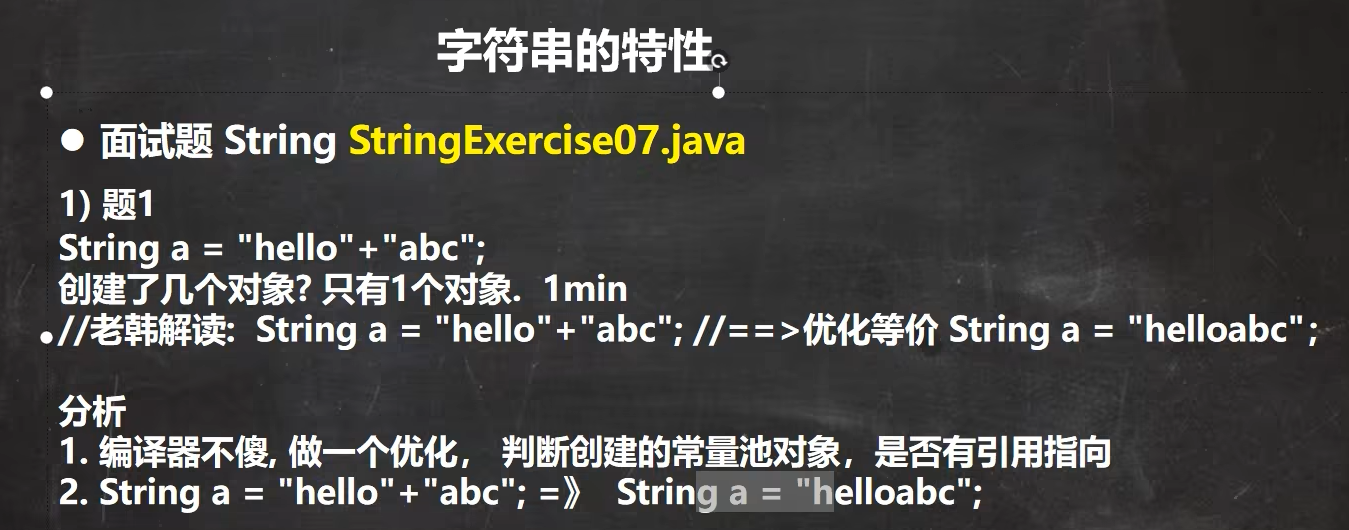 字符串的特性
● 面试题 String StringExercise07.java
1) 题1
String a = "hello"+"abc";
创建了几个对象? 只有1个对象.  1min
//老韩解读:  String a = "hello"+"abc"; //==>优化等价 String a = "helloabc";
分析
1. 编译器不傻, 做一个优化， 判断创建的常量池对象，是否有引用指向
2. String a = "hello"+"abc"; =》  String a = "helloabc";